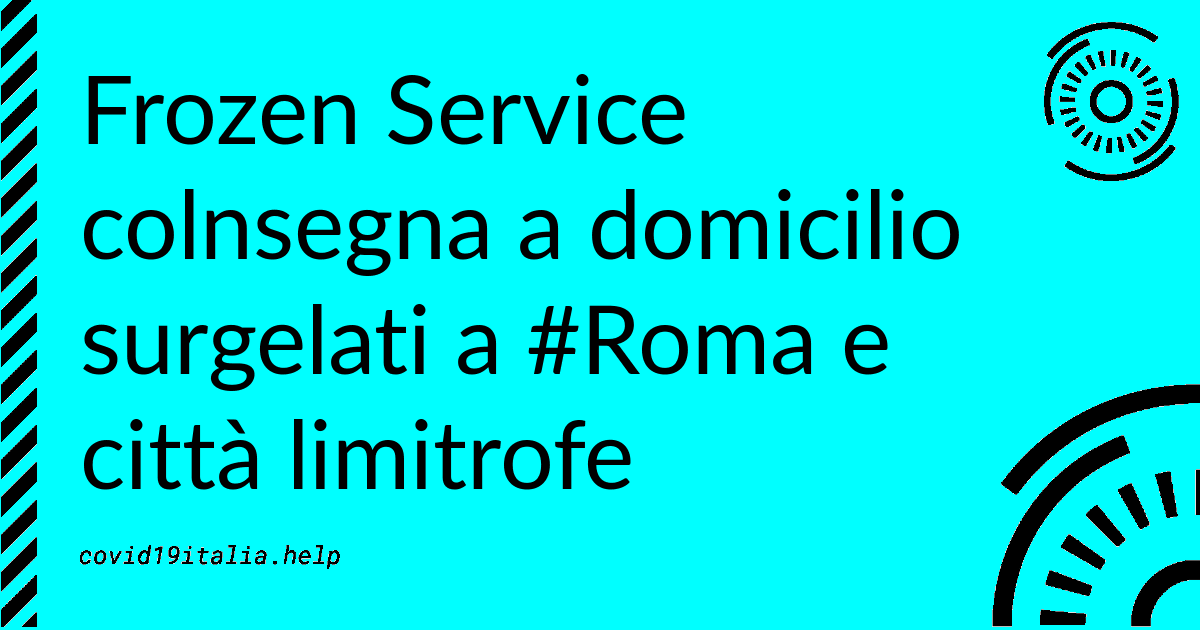 Frozen Service
colnsegna a domicilio
surgelati a #Roma e
città limitrofe
covid19italia.help